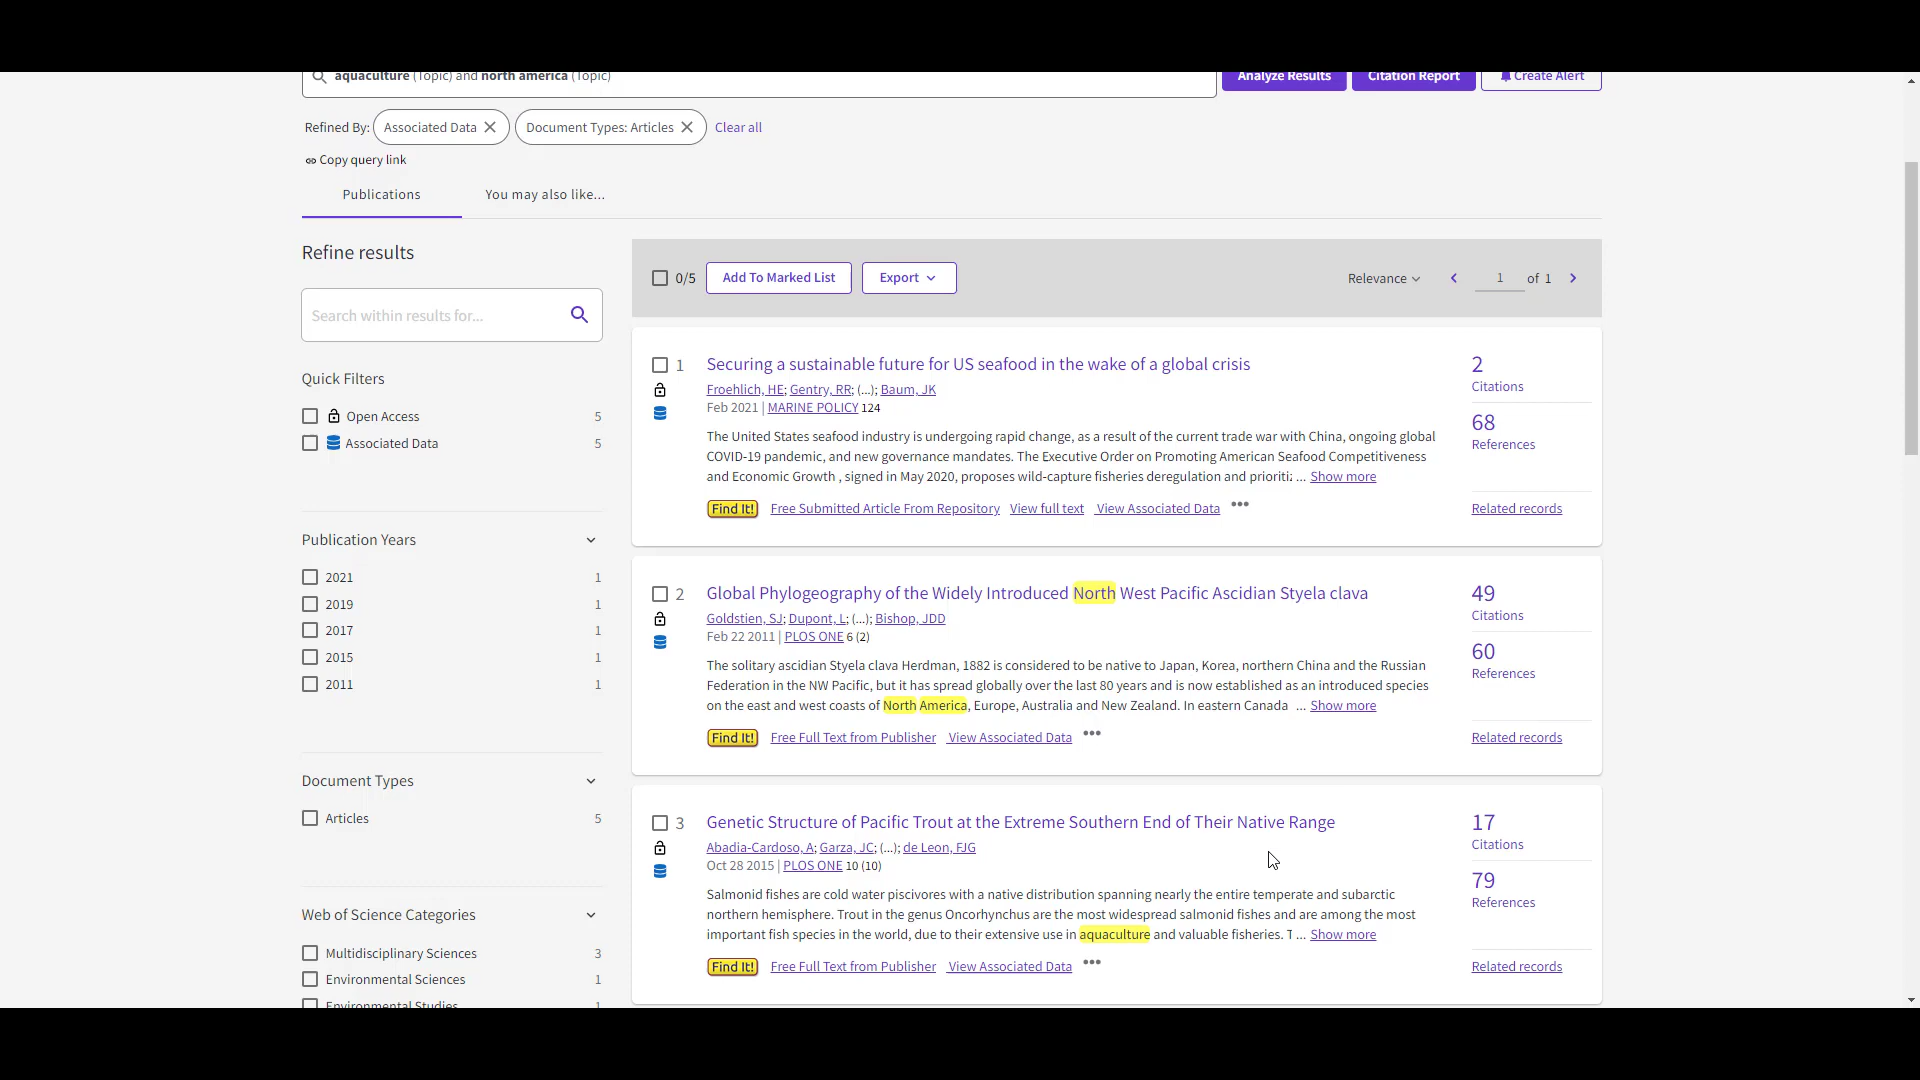 aquaculture (Topic) and north america (Topic)
Analyze Results
Citation Report
Create Alert
Refined By: Associated Data Document Types: Articles Clear all
Copy query link
Publications You may also like...
Refine results
Search within results for...
Quick Filters
Open Access 5
Associated Data 5
Publication Years
2021 1
2019 1
2017 1
2015 1
2011 1
Document Types
Articles 5
Web of Science Categories
Multidisciplinary Sciences 3
Environmental Sciences 1
Environmental Studies 1
0/5 Add To Marked List Export Relevance 1 of 1
1 Securing a sustainable future for US seafood in the wake of a global crisis
Froehlich, HE; Gentry, RR; (...); Baum, JK
Feb 2021 | MARINE POLICY 124
The United States seafood industry is undergoing rapid change, as a result of the current trade war with China, ongoing global
COVID-19 pandemic, and new governance mandates. The Executive Order on Promoting American Seafood Competitiveness
and Economic Growth , signed in May 2020, proposes wild-capture fisheries deregulation and prioriti: ... Show more
Find It! Free Submitted Article From Repository View full text View Associated Data •••
2
Citations
68
References
Related records
2 Global Phylogeography of the Widely Introduced North West Pacific Ascidian Styela clava
Goldstien, SJ; Dupont, L; (...); Bishop, JDD
Feb 22 2011 | PLOS ONE 6 (2)
The solitary ascidian Styela clava Herdman, 1882 is considered to be native to Japan, Korea, northern China and the Russian
Federation in the NW Pacific, but it has spread globally over the last 80 years and is now established as an introduced species
on the east and west coasts of North America, Europe, Australia and New Zealand. In eastern Canada ... Show more
Find It! Free Full Text from Publisher View Associated Data •••
49
Citations
60
References
Related records
3 Genetic Structure of Pacific Trout at the Extreme Southern End of Their Native Range
Abadia-Cardoso, A; Garza, JC; (...); de Leon, FJG
Oct 28 2015 | PLOS ONE 10 (10)
Salmonid fishes are cold water piscivores with a native distribution spanning nearly the entire temperate and subarctic
northern hemisphere. Trout in the genus Oncorhynchus are the most widespread salmonid fishes and are among the most
important fish species in the world, due to their extensive use in aquaculture and valuable fisheries. T ... Show more
Find It! Free Full Text from Publisher View Associated Data •••
17
Citations
79
References
Related records